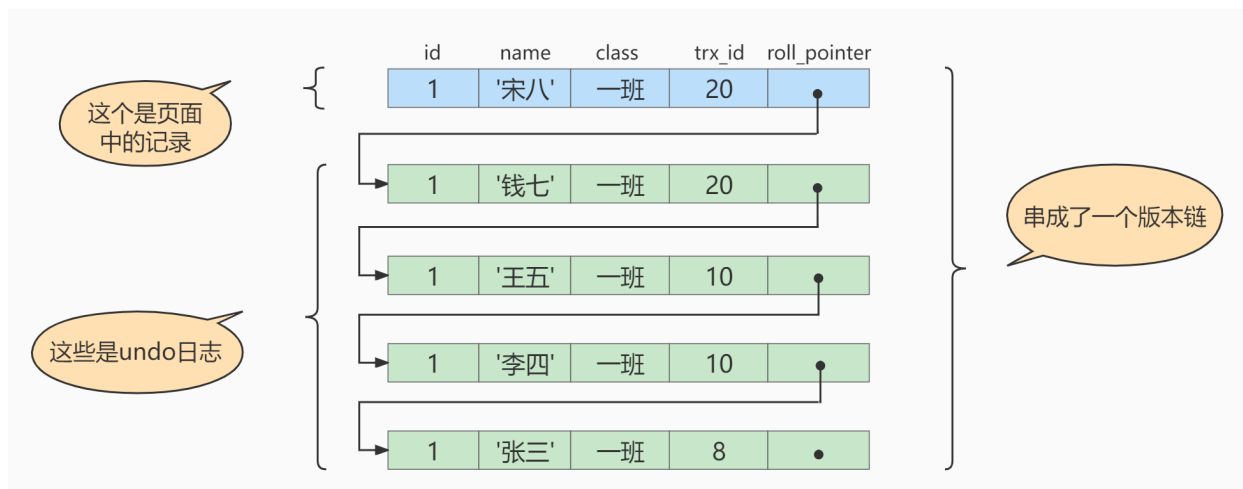 id name class trx_id roll_pointer
1 '宋八' 一班 20
这个是页面
中的记录
1 '钱七' 一班 20
串成了一个版本链
1 '王五' 一班 10
这些是undo日志
1 '李四' 一班 10
1 '张三' 一班 8